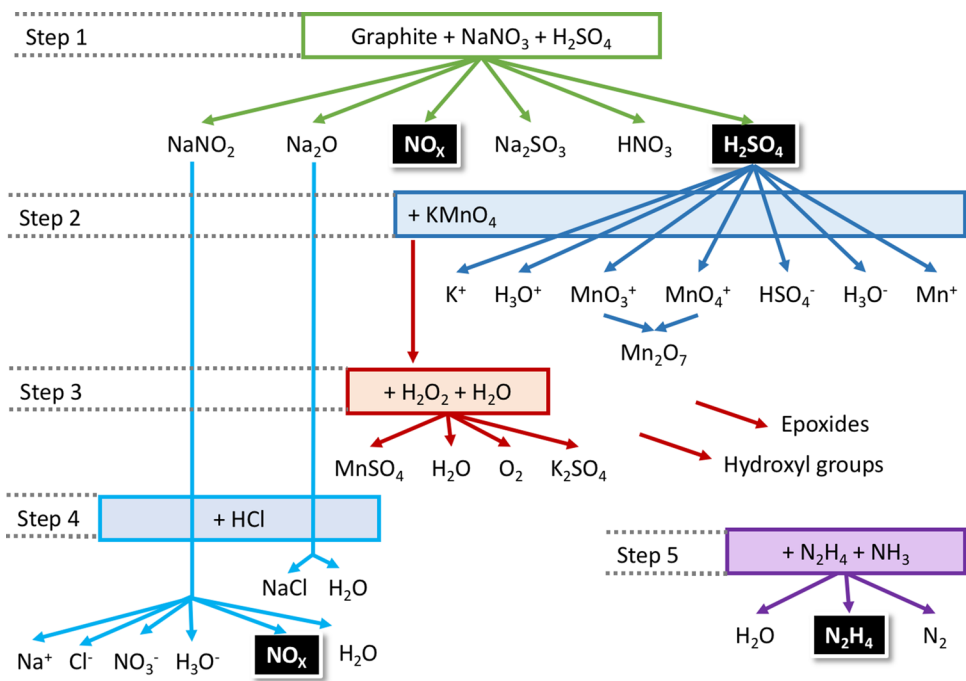 Step 1
Graphite + NaNO₃ + H₂SO₄
NaNO₂
Na₂O
NOₓ
Na₂SO₃
HNO₃
H₂SO₄
Step 2
+ KMnO₄
K⁺
H₃O⁺
MnO₃⁺
MnO₄⁺
HSO₄⁻
H₃O⁻
Mn⁺
Mn₂O₇
Step 3
+ H₂O₂ + H₂O
Epoxides
Hydroxyl groups
MnSO₄
H₂O
O₂
K₂SO₄
Step 4
+ HCl
NaCl
H₂O
Na⁺
Cl⁻
NO₃⁻
H₃O⁻
NOₓ
H₂O
Step 5
+ N₂H₄ + NH₃
H₂O
N₂H₄
N₂